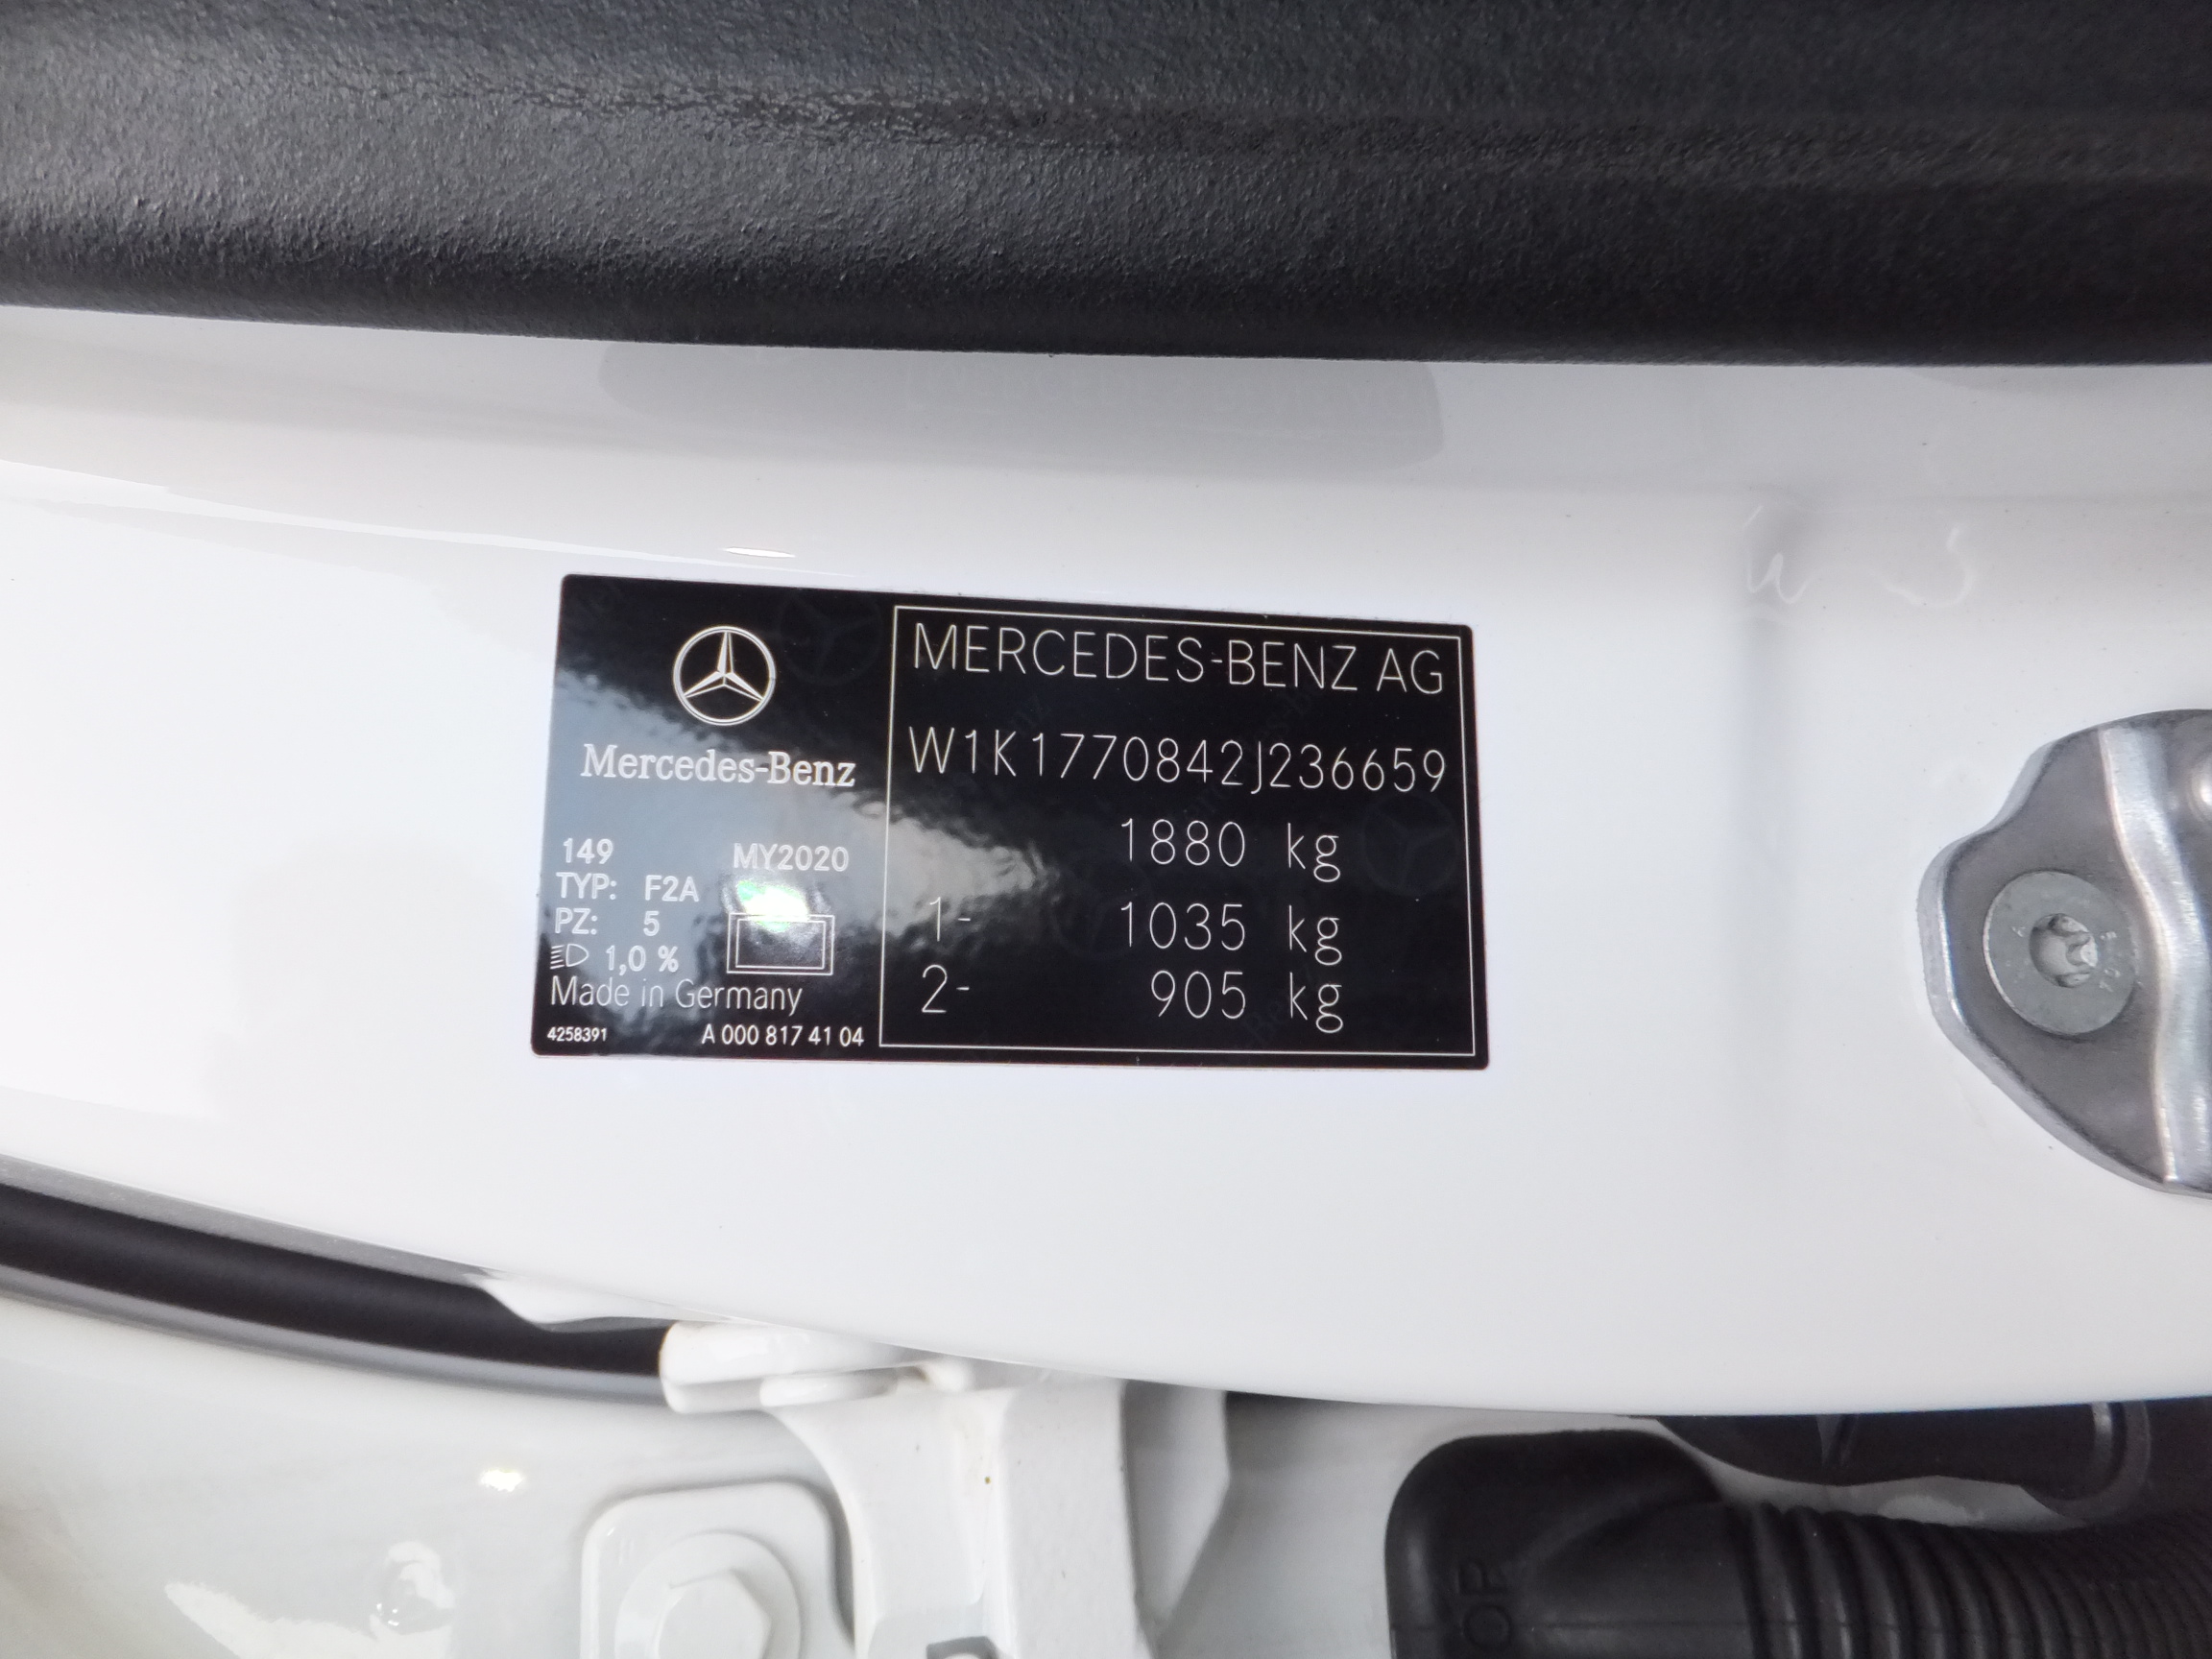 Mercedes-Benz
149 MY2020
TYP: F2A
PZ: 5
1,0 %
Made in Germany
4258391 A 000 817 41 04
MERCEDES-BENZ AG
W1K1770842J236659
1880 kg
1- 1035 kg
2- 905 kg